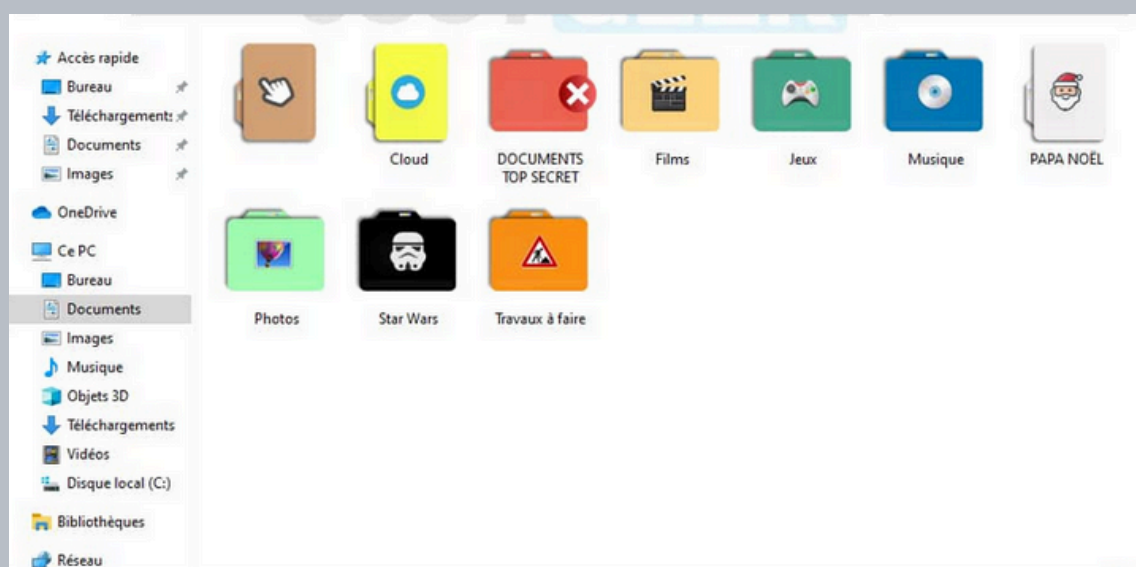 Accès rapide
Bureau
Téléchargements
Documents
Images
OneDrive
Ce PC
Bureau
Documents
Images
Musique
Objets 3D
Téléchargements
Vidéos
Disque local (C:)
Bibliothèques
Réseau
Cloud
DOCUMENTS
TOP SECRET
Films
Jeux
Musique
PAPA NOËL
Photos
Star Wars
Travaux à faire